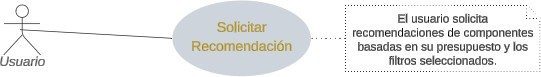 Usuario
Solicitar
Recomendación
El usuario solicita
recomendaciones de componentes
basadas en su presupuesto y los
filtros seleccionados.